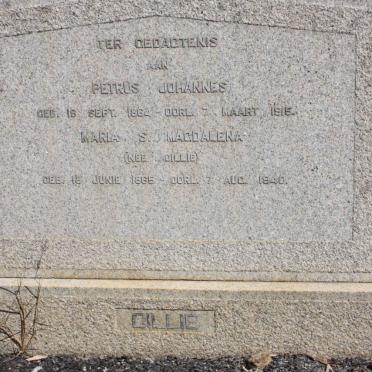 TER GEDAGTENIS
AAN
PETRUS JOHANNES
GEB. 18 SEPT. 1864 - OORL. 7 MAART 1915.
MARIA S. MAGDALENA
(NEE GILLIE)
GEB. 15 JUNIE 1865 - OORL. 7 AUG. 1940.
GILLIE